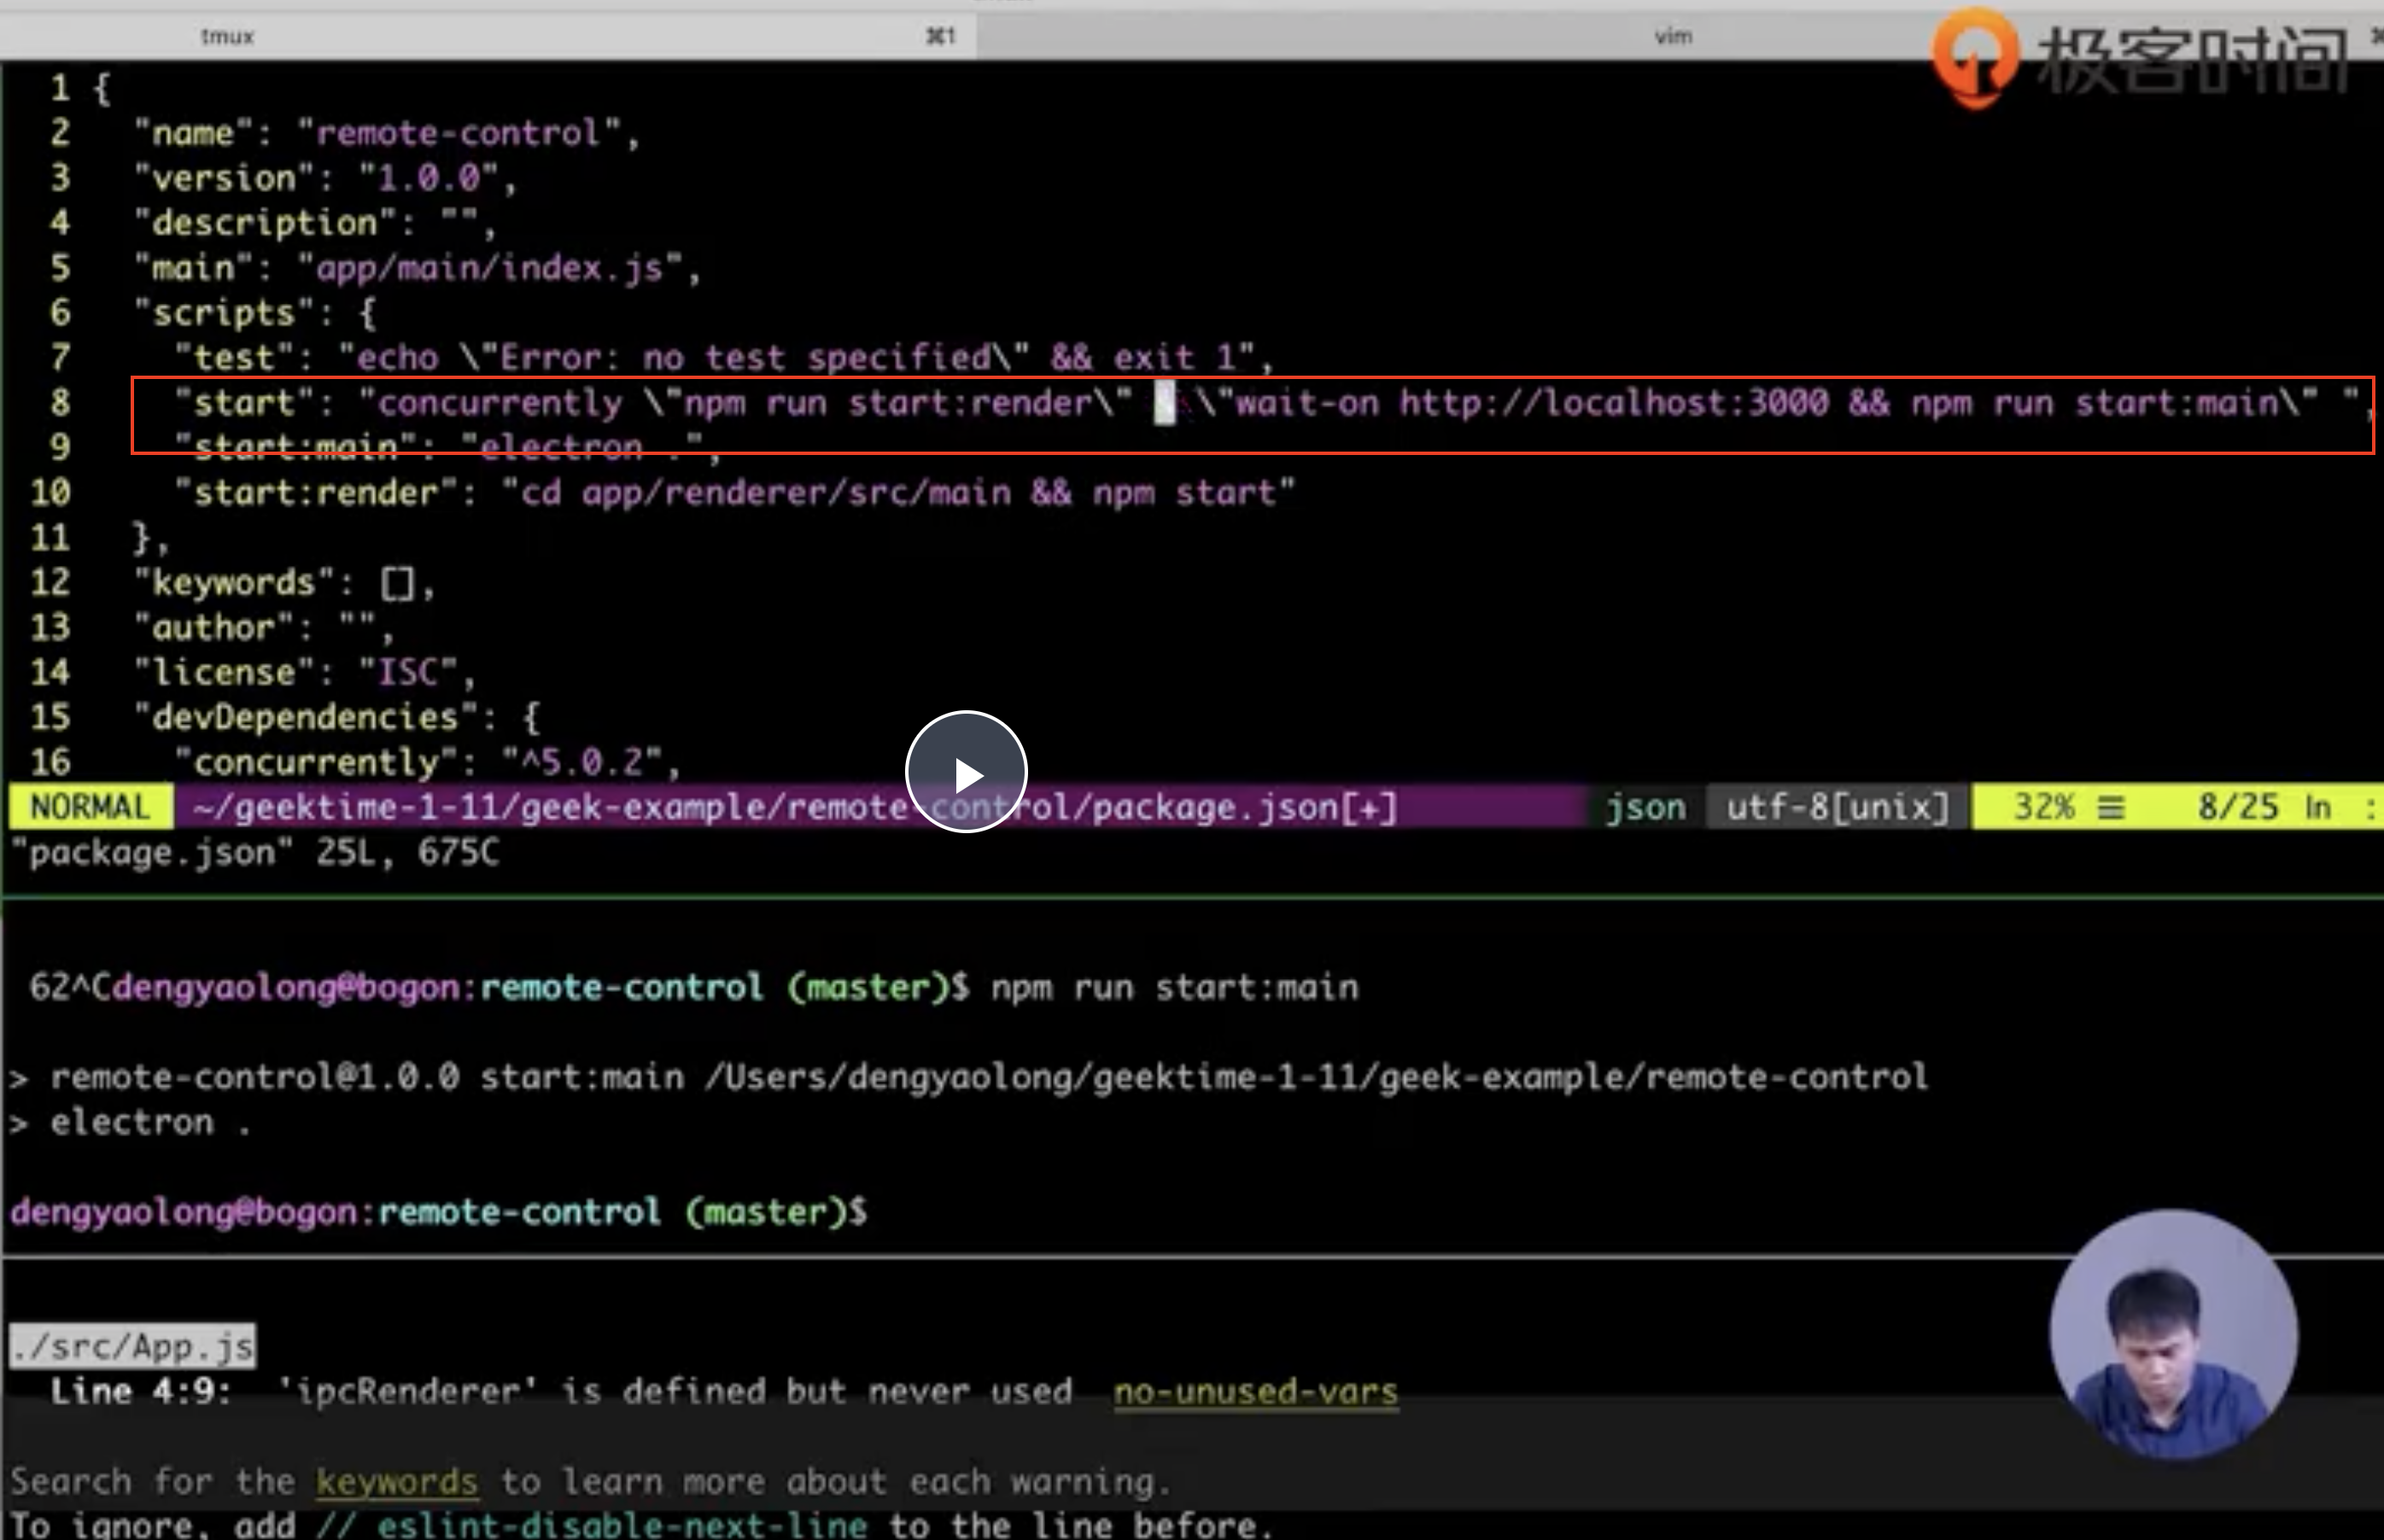 tmux ⌘1 vim
极客时间
1 {
2 "name": "remote-control",
3 "version": "1.0.0",
4 "description": "",
5 "main": "app/main/index.js",
6 "scripts": {
7 "test": "echo \"Error: no test specified\" && exit 1",
8 "start": "concurrently \"npm run start:render\" \"wait-on http://localhost:3000 && npm run start:main\" ",
9 "start:main": "electron .",
10 "start:render": "cd app/renderer/src/main && npm start"
11 },
12 "keywords": [],
13 "author": "",
14 "license": "ISC",
15 "devDependencies": {
16 "concurrently": "^5.0.2",
NORMAL ~/geektime-1-11/geek-example/remote-control/package.json[+] json utf-8[unix] 32% ☰ 8/25 ln :
"package.json" 25L, 675C
62^Cdengyaolong@bogon:remote-control (master)$ npm run start:main
> remote-control@1.0.0 start:main /Users/dengyaolong/geektime-1-11/geek-example/remote-control
> electron .
dengyaolong@bogon:remote-control (master)$
./src/App.js
Line 4:9: 'ipcRenderer' is defined but never used no-unused-vars
Search for the keywords to learn more about each warning.
To ignore, add // eslint-disable-next-line to the line before.